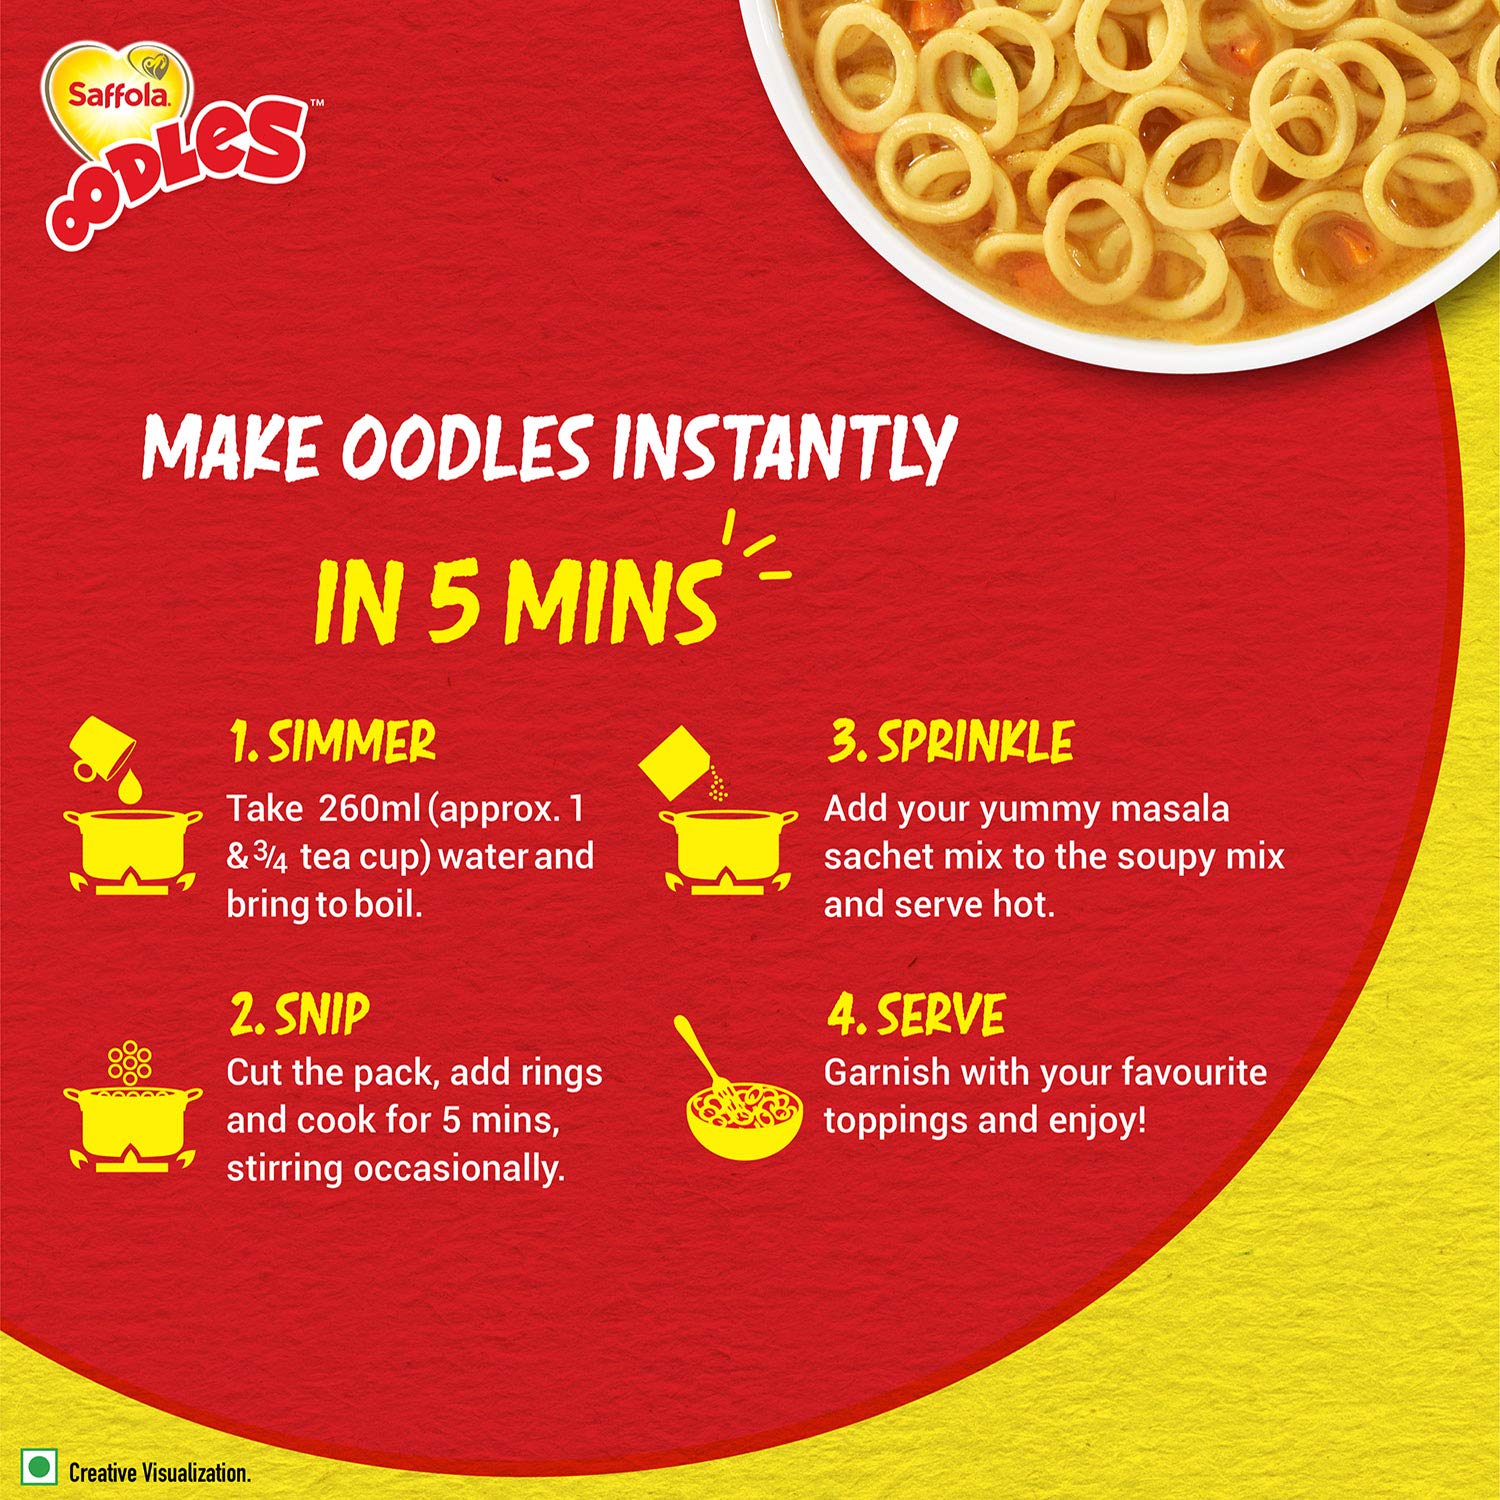 Saffola
OODLES™
MAKE OODLES INSTANTLY
IN 5 MINS
1. SIMMER
Take 260ml (approx. 1
& 3/4 tea cup) water and
bring to boil.
2. SNIP
Cut the pack, add rings
and cook for 5 mins,
stirring occasionally.
3. SPRINKLE
Add your yummy masala
sachet mix to the soupy mix
and serve hot.
4. SERVE
Garnish with your favourite
toppings and enjoy!
Creative Visualization.